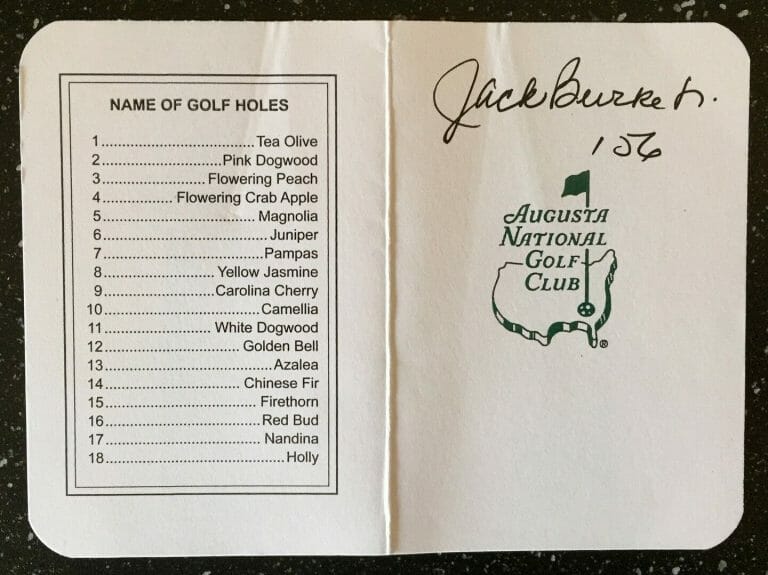 NAME OF GOLF HOLES
1..............................Tea Olive
2.......................Pink Dogwood
3.................... Flowering Peach
4.............. Flowering Crab Apple
5..............................Magnolia
6................................Juniper
7...............................Pampas
8......................Yellow Jasmine
9......................Carolina Cherry
10...............................Camellia
11..................... White Dogwood
12........................... Golden Bell
13.................................Azalea
14........................... Chinese Fir
15.............................. Firethorn
16...............................Red Bud
17............................... Nandina
18....................................Holly
Jack Burke Jr.
'56
AUGUSTA
NATIONAL
GOLF
CLUB
®